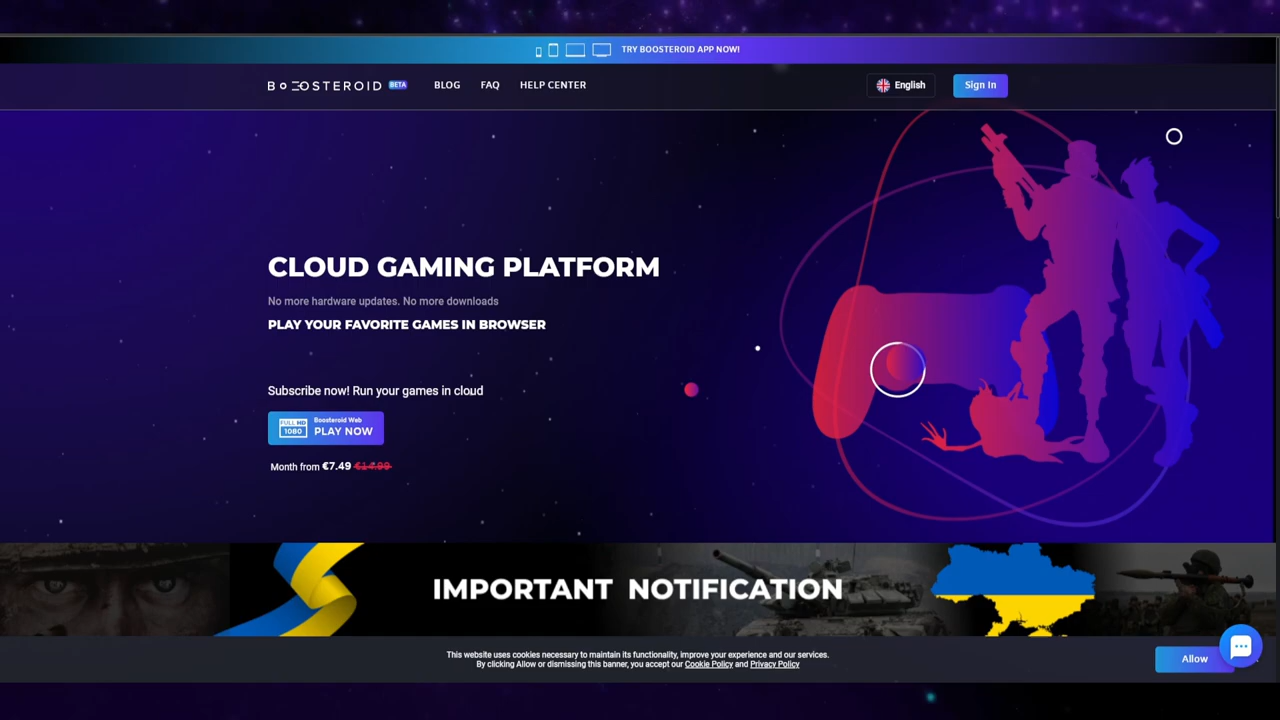 TRY BOOSTEROID APP NOW!
BOOSTEROID BETA
BLOG
FAQ
HELP CENTER
English
Sign In
CLOUD GAMING PLATFORM
No more hardware updates. No more downloads
PLAY YOUR FAVORITE GAMES IN BROWSER
Subscribe now! Run your games in cloud
FULL HD
1080
Boosteroid Web
PLAY NOW
Month from €7.49 €14.99
IMPORTANT NOTIFICATION
This website uses cookies necessary to maintain its functionality, improve your experience and our services.
By clicking Allow or dismissing this banner, you accept our Cookie Policy and Privacy Policy
Allow